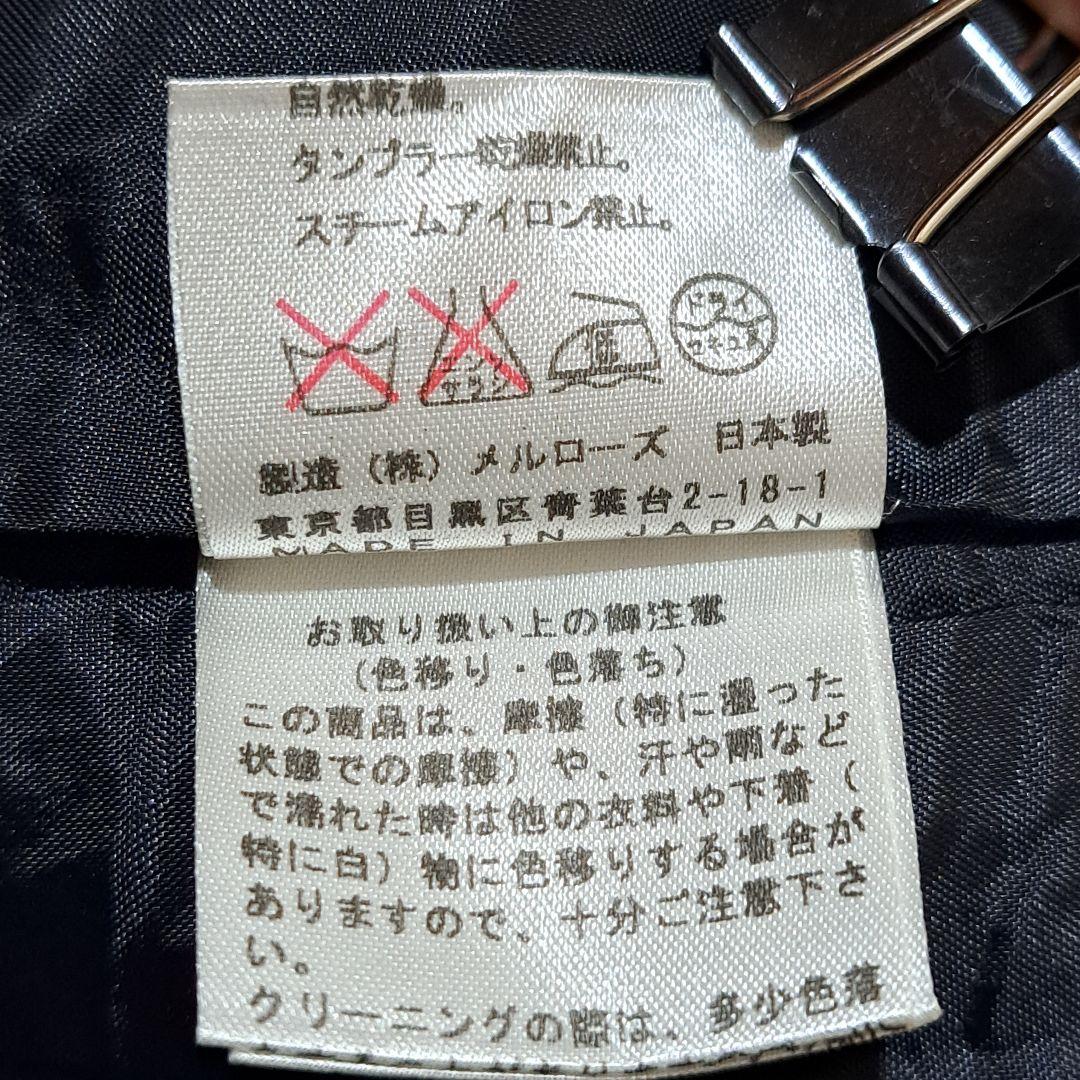 自然乾燥。
タンブラー乾燥禁止。
スチームアイロン禁止。
エンソ
サラシ
低
ドライ
セキユ系
製造（株）メルローズ 日本製
東京都目黒区青葉台2-18-1
MADE IN JAPAN
お取り扱い上の御注意
（色移り・色落ち）
この商品は、摩擦（特に湿った
状態での摩擦）や、汗や雨など
で濡れた時は他の衣料や下着（
特に白）物に色移りする場合が
ありますので、十分ご注意下さ
い。
クリーニングの際は、多少色落